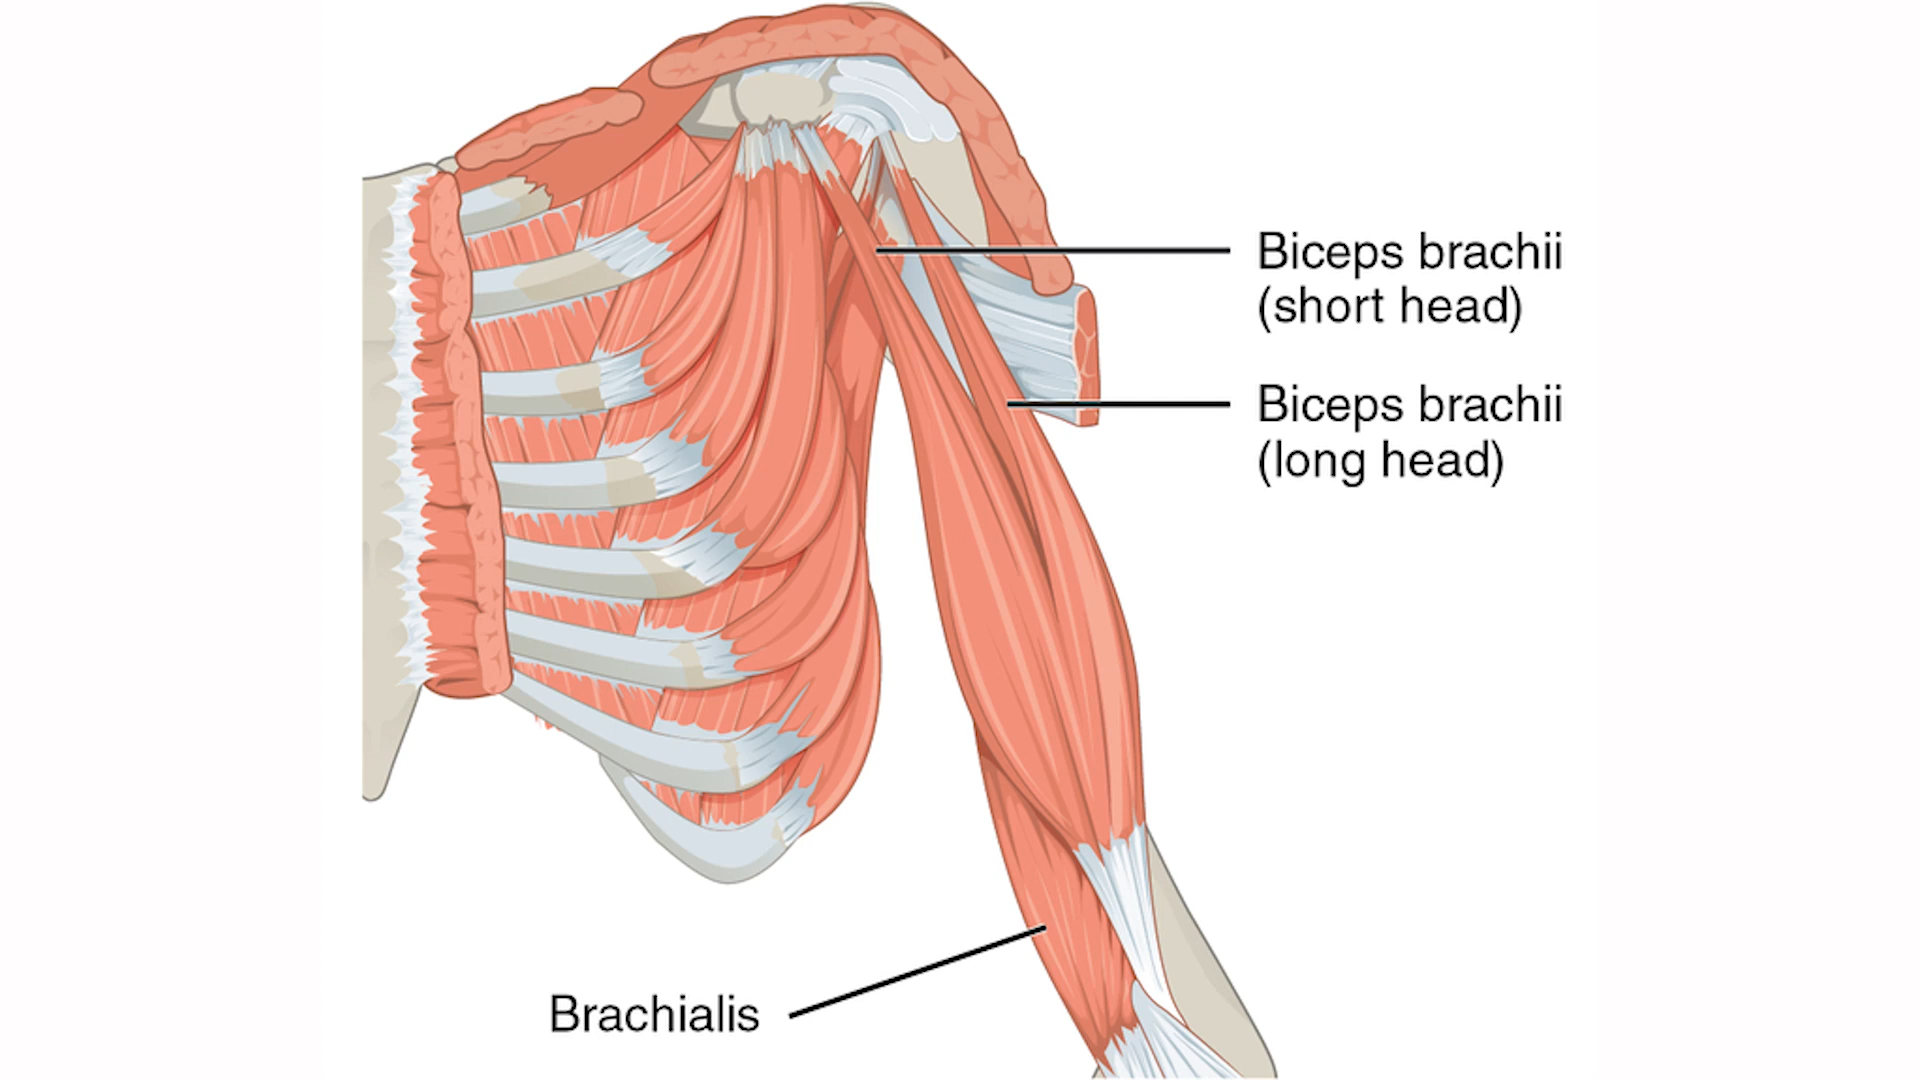 Biceps brachii
(short head)
Biceps brachii
(long head)
Brachialis